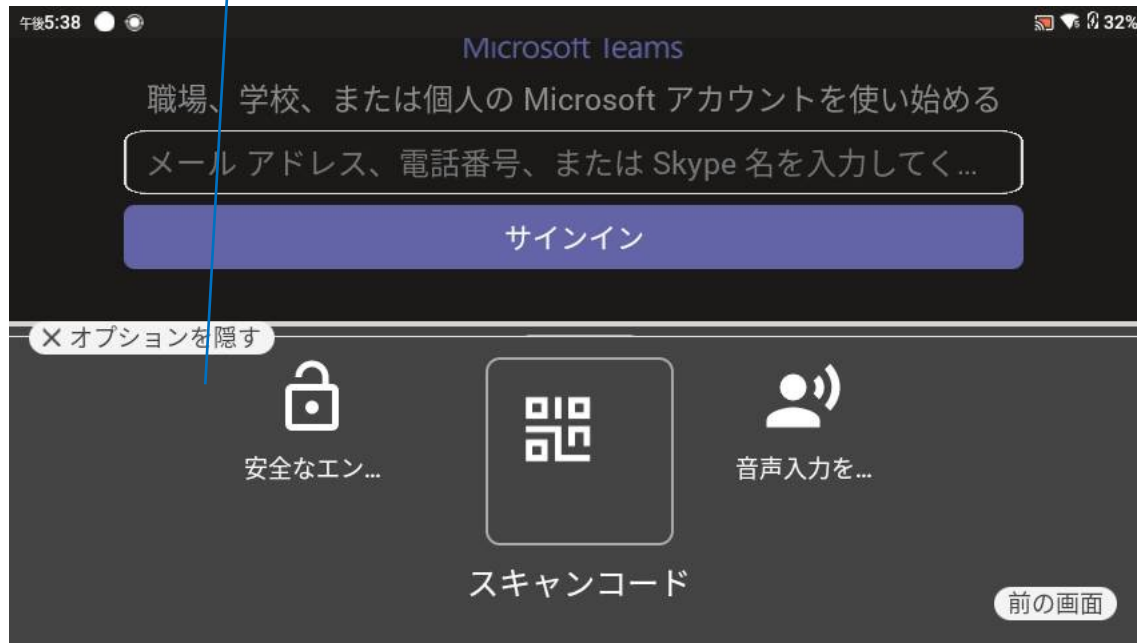 午後5:38 32%
Microsoft Teams
職場、学校、または個人の Microsoft アカウントを使い始める
メール アドレス、電話番号、または Skype 名を入力してく...
サインイン
オプションを隠す
安全なエン...
音声入力を...
スキャンコード
前の画面